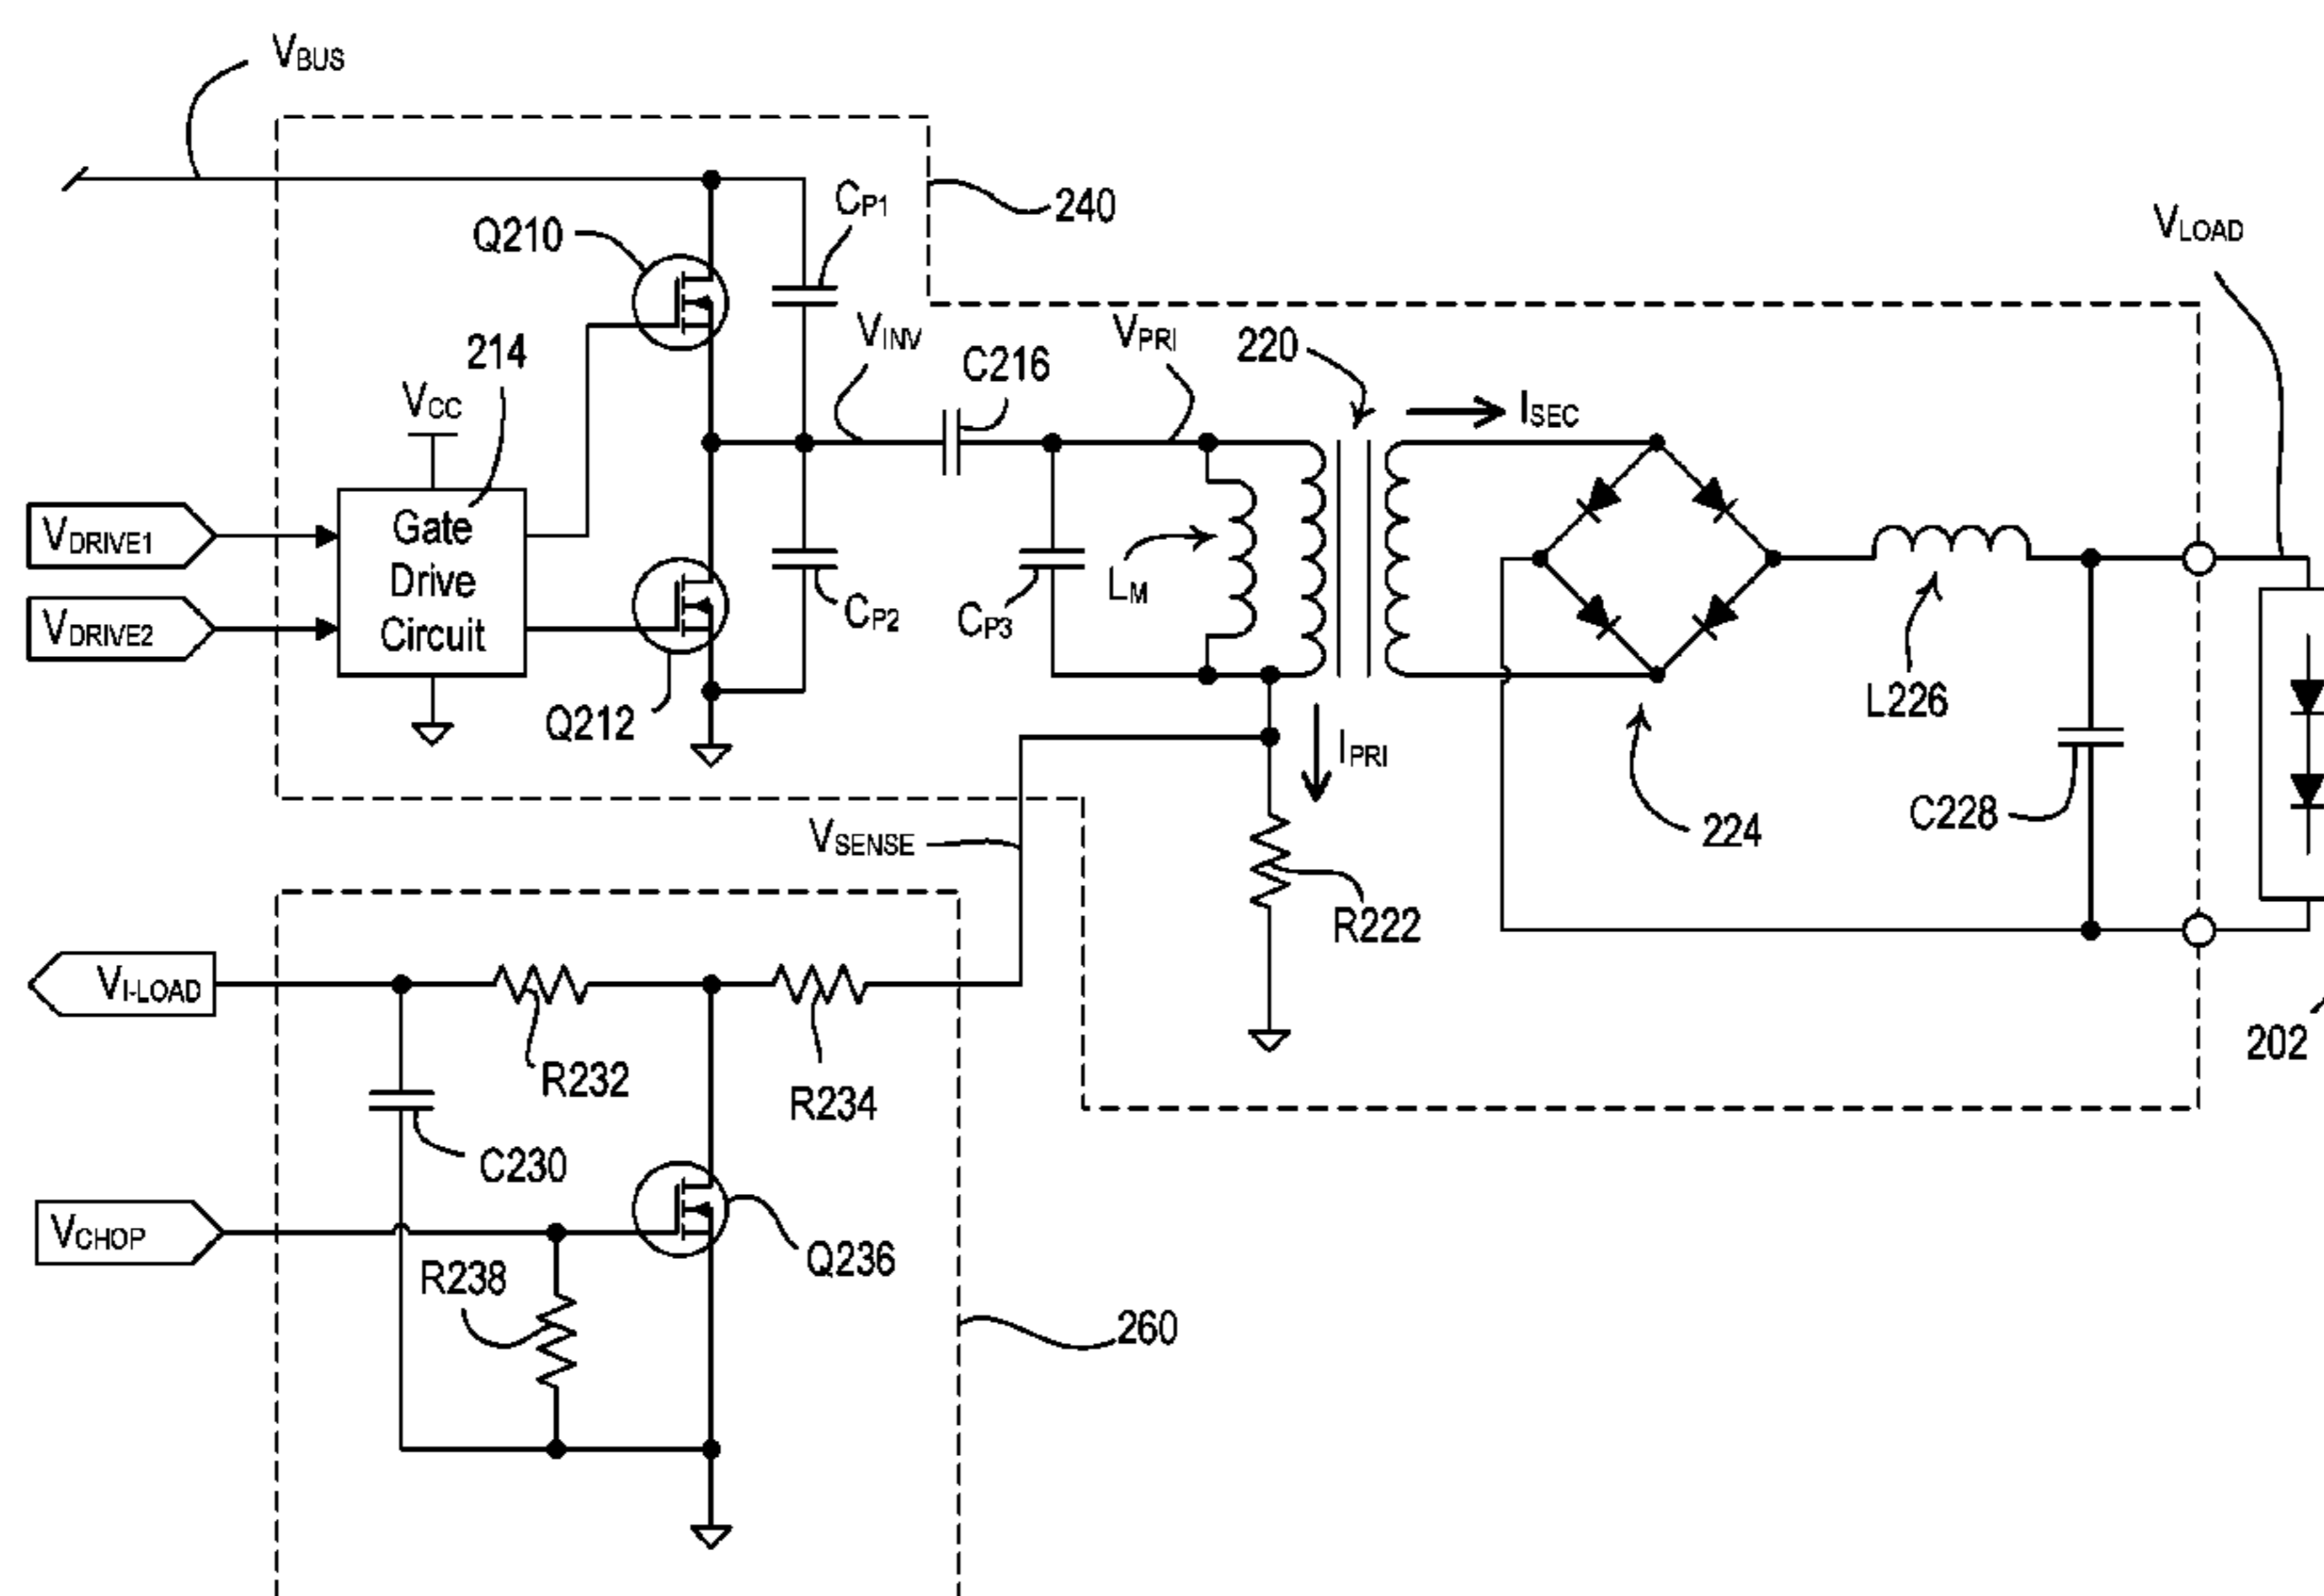 VBUS
240
VLOAD
CP1
Q210
214
VINV
VPRI
220
C216
ISEC
VCC
VDRIVE1
Gate
Drive
Circuit
VDRIVE2
LM
CP2
CP3
Q212
IPRI
L226
C228
224
VSENSE
R222
VI-LOAD
R232
R234
202
C230
VCHOP
R238
Q236
260